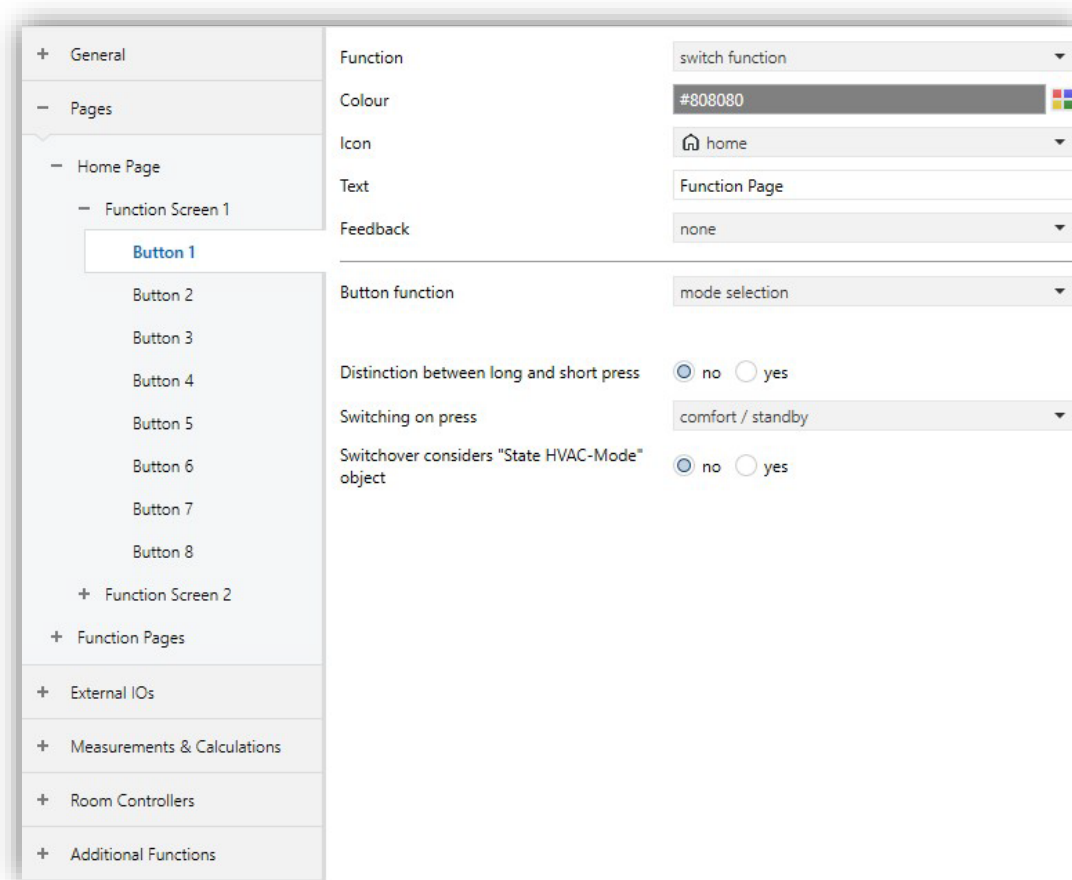 + General
− Pages
− Home Page
− Function Screen 1
Button 1
Button 2
Button 3
Button 4
Button 5
Button 6
Button 7
Button 8
+ Function Screen 2
+ Function Pages
+ External IOs
+ Measurements & Calculations
+ Room Controllers
+ Additional Functions
Function switch function
Colour #808080
Icon home
Text Function Page
Feedback none
Button function mode selection
Distinction between long and short press no yes
Switching on press comfort / standby
Switchover considers "State HVAC-Mode"
object no yes